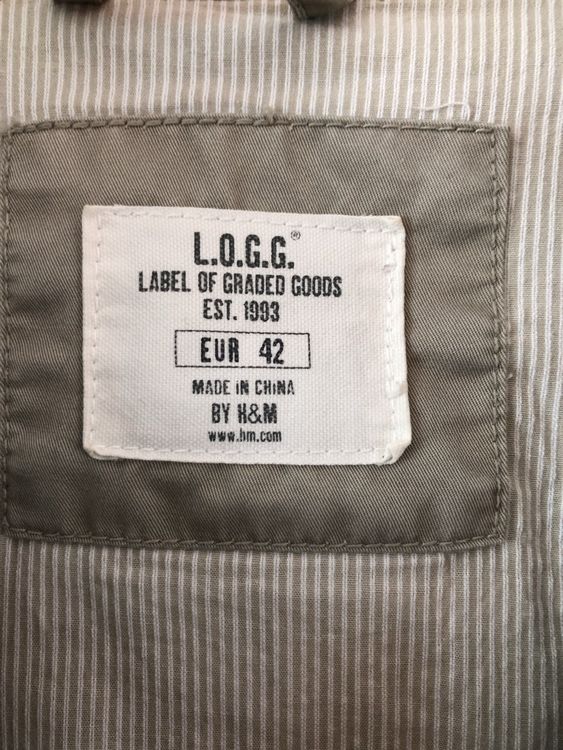 L.O.G.G.®
LABEL OF GRADED GOODS
EST. 1993
EUR 42
MADE IN CHINA
BY H&M
www.hm.com